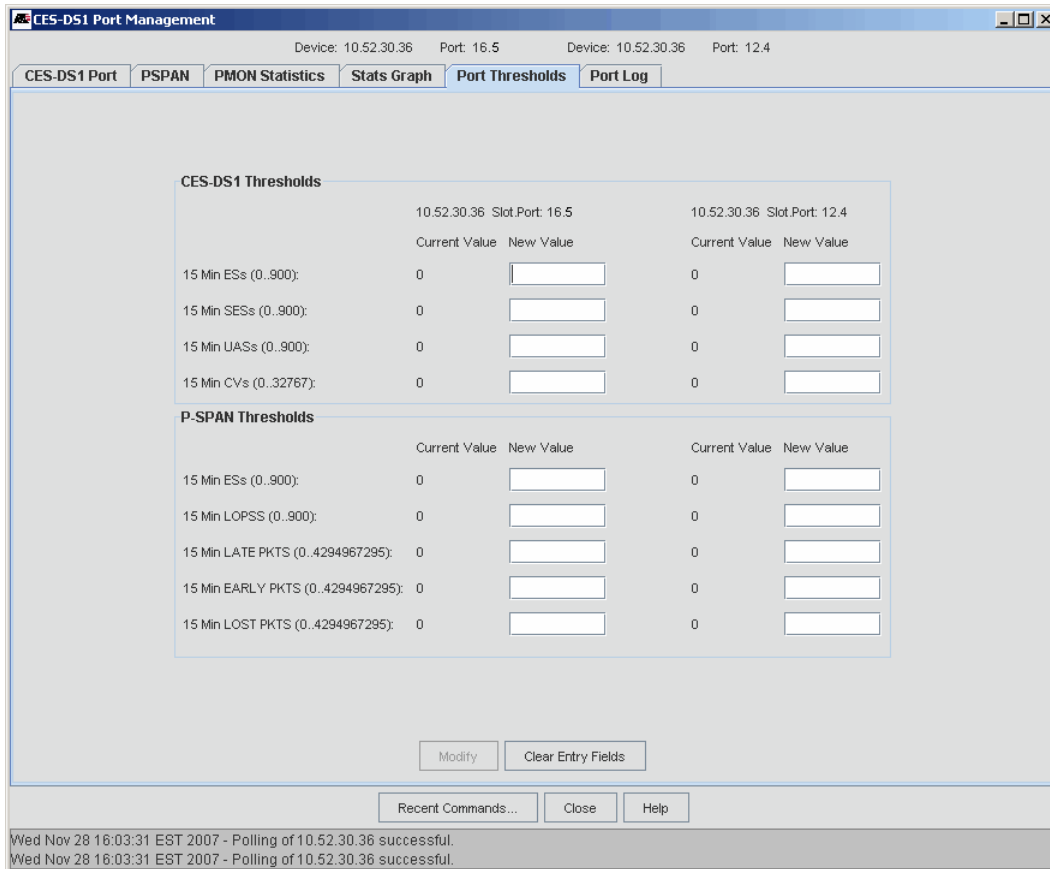 CES-DS1 Port Management
Device: 10.52.30.36 Port: 16.5 Device: 10.52.30.36 Port: 12.4
CES-DS1 Port PSPAN PMON Statistics Stats Graph Port Thresholds Port Log
CES-DS1 Thresholds
10.52.30.36 Slot.Port: 16.5 10.52.30.36 Slot.Port: 12.4
Current Value New Value Current Value New Value
15 Min ESs (0..900): 0 0
15 Min SESs (0..900): 0 0
15 Min UASs (0..900): 0 0
15 Min CVs (0..32767): 0 0
P-SPAN Thresholds
Current Value New Value Current Value New Value
15 Min ESs (0..900): 0 0
15 Min LOPSS (0..900): 0 0
15 Min LATE PKTS (0..4294967295): 0 0
15 Min EARLY PKTS (0..4294967295): 0 0
15 Min LOST PKTS (0..4294967295): 0 0
Modify Clear Entry Fields
Recent Commands... Close Help
Wed Nov 28 16:03:31 EST 2007 - Polling of 10.52.30.36 successful.
Wed Nov 28 16:03:31 EST 2007 - Polling of 10.52.30.36 successful.